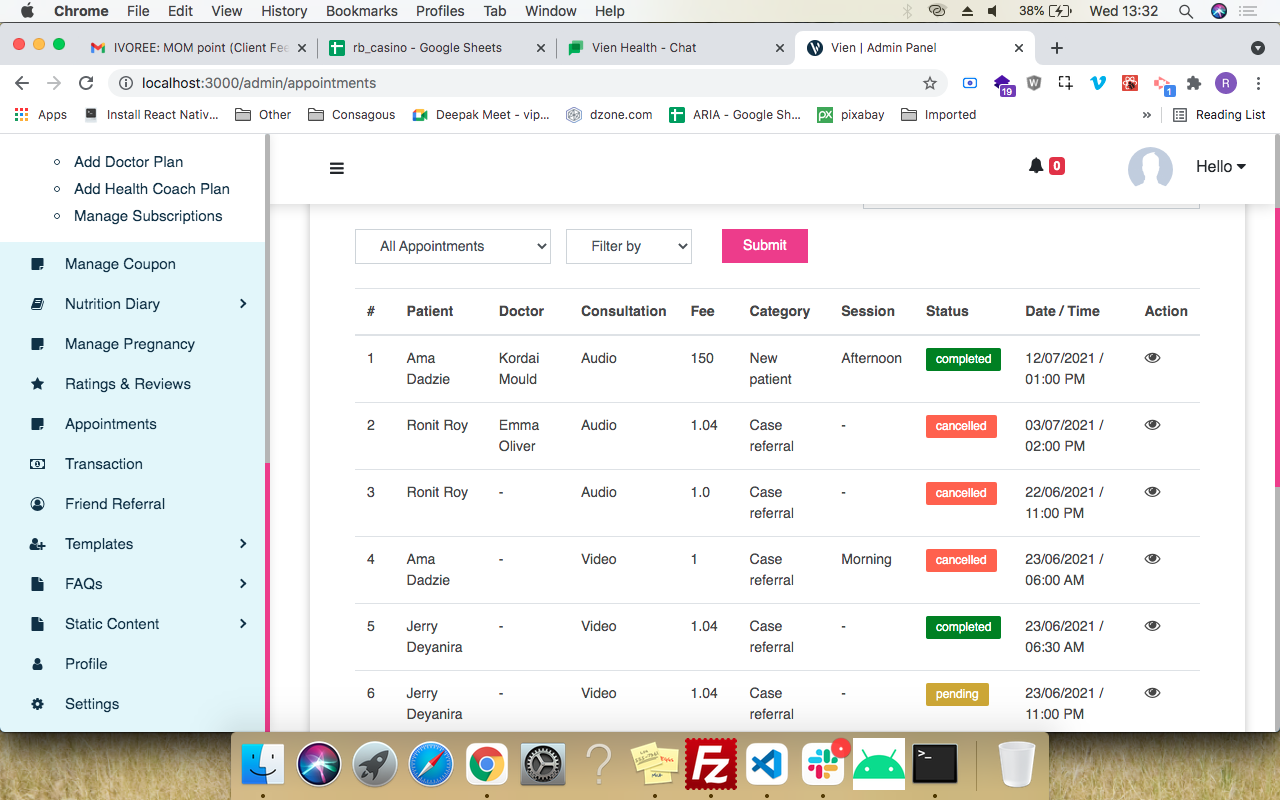 Chrome File Edit View History Bookmarks Profiles Tab Window Help 38% Wed 13:32
IVOREE: MOM point (Client Fee rb_casino - Google Sheets Vien Health - Chat Vien | Admin Panel
localhost:3000/admin/appointments 19 1 R
Apps Install React Nativ... Other Consagous Deepak Meet - vip... dzone.com ARIA - Google Sh... px pixabay Imported » Reading List
Add Doctor Plan
Add Health Coach Plan
Manage Subscriptions
Manage Coupon
Nutrition Diary
Manage Pregnancy
Ratings & Reviews
Appointments
Transaction
Friend Referral
Templates
FAQs
Static Content
Profile
Settings
0 Hello
All Appointments Filter by Submit
# Patient Doctor Consultation Fee Category Session Status Date / Time Action
1 Ama Kordai Audio 150 New Afternoon completed 12/07/2021 /
Dadzie Mould patient 01:00 PM
2 Ronit Roy Emma Audio 1.04 Case - cancelled 03/07/2021 /
Oliver referral 02:00 PM
3 Ronit Roy - Audio 1.0 Case - cancelled 22/06/2021 /
referral 11:00 PM
4 Ama - Video 1 Case Morning cancelled 23/06/2021 /
Dadzie referral 06:00 AM
5 Jerry - Video 1.04 Case - completed 23/06/2021 /
Deyanira referral 06:30 AM
6 Jerry - Video 1.04 Case - pending 23/06/2021 /
Deyanira referral 11:00 PM